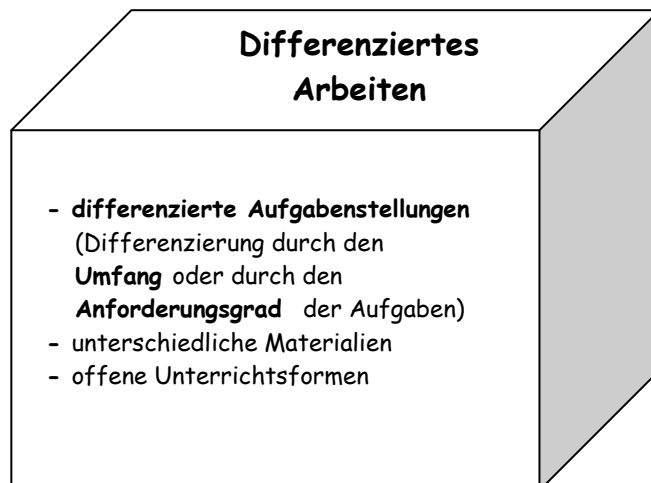 Differenziertes
Arbeiten
- differenzierte Aufgabenstellungen
(Differenzierung durch den
Umfang oder durch den
Anforderungsgrad der Aufgaben)
- unterschiedliche Materialien
- offene Unterrichtsformen